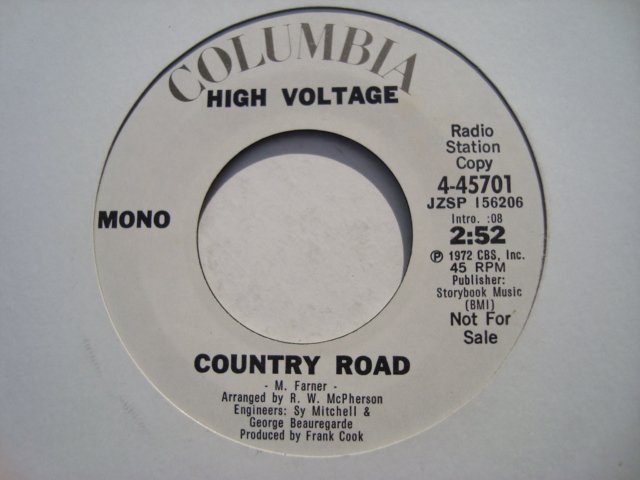 COLUMBIA
HIGH VOLTAGE
MONO
Radio
Station
Copy
4-45701
JZSP 156206
Intro. :08
2:52
℗ 1972 CBS, Inc.
45 RPM
Publisher:
Storybook Music
(BMI)
Not For
Sale
COUNTRY ROAD
- M. Farner -
Arranged by R. W. McPherson
Engineers: Sy Mitchell &
George Beauregarde
Produced by Frank Cook